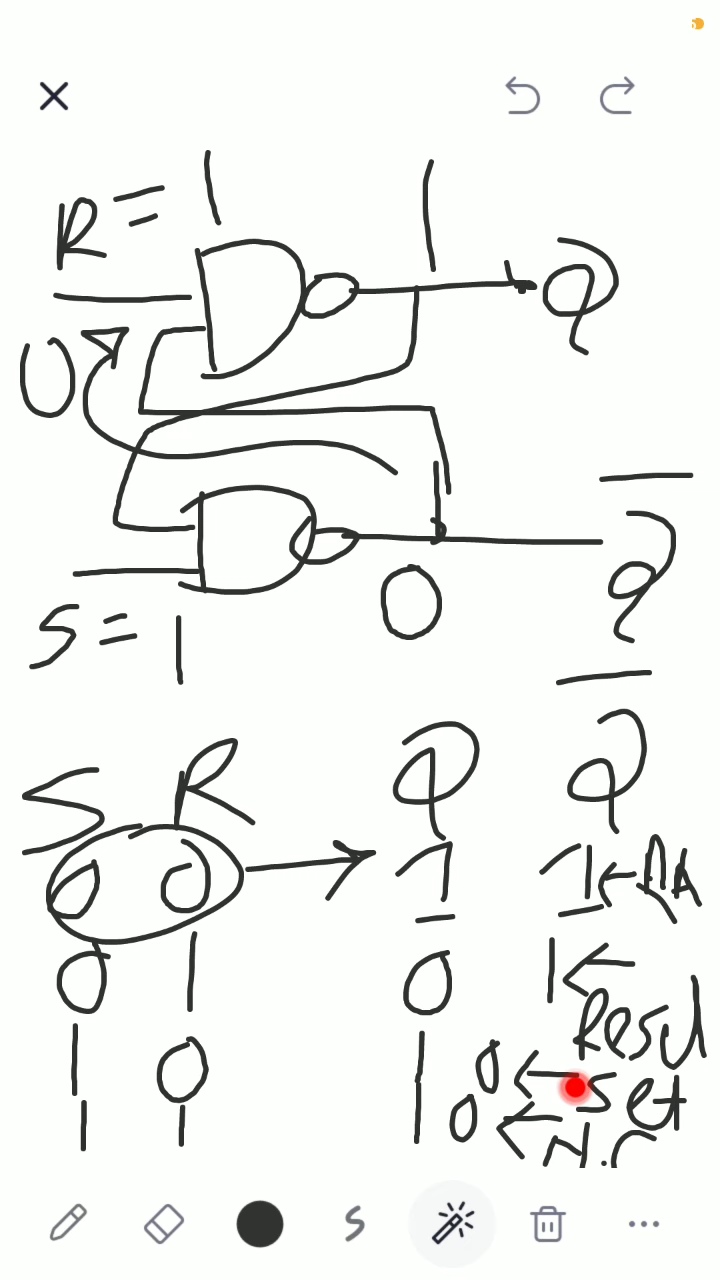 R = 1 1
Q
0
Q̅
S = 1 0
S R Q Q̅
0 0 → 1 1 ←
0 1 0 1 ← Reset
1 0 1 0 ← Set
1 1 1 0 ← N.C